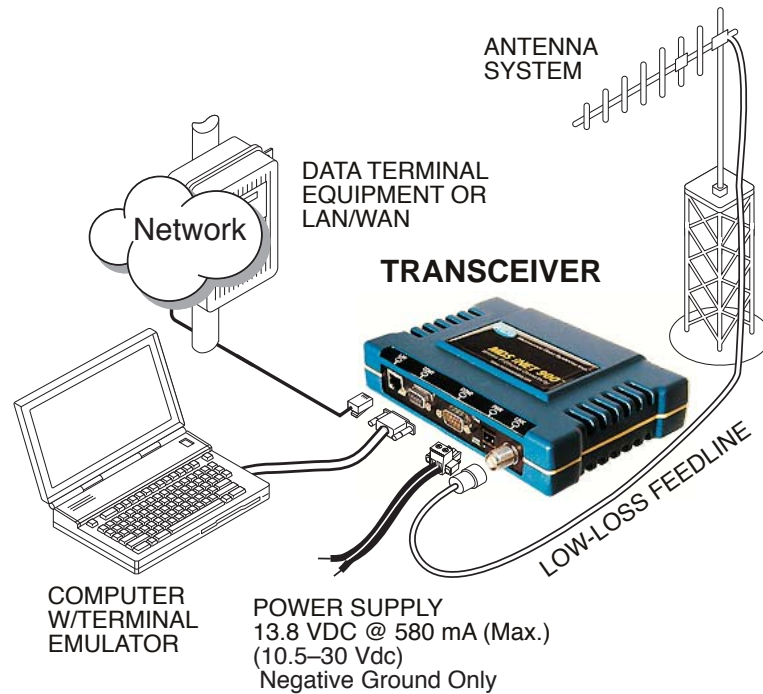 ANTENNA
SYSTEM
DATA TERMINAL
EQUIPMENT OR
LAN/WAN
Network
TRANSCEIVER
MDS iNET 900
LOW-LOSS FEEDLINE
COMPUTER
W/TERMINAL
EMULATOR
POWER SUPPLY
13.8 VDC @ 580 mA (Max.)
(10.5–30 Vdc)
Negative Ground Only